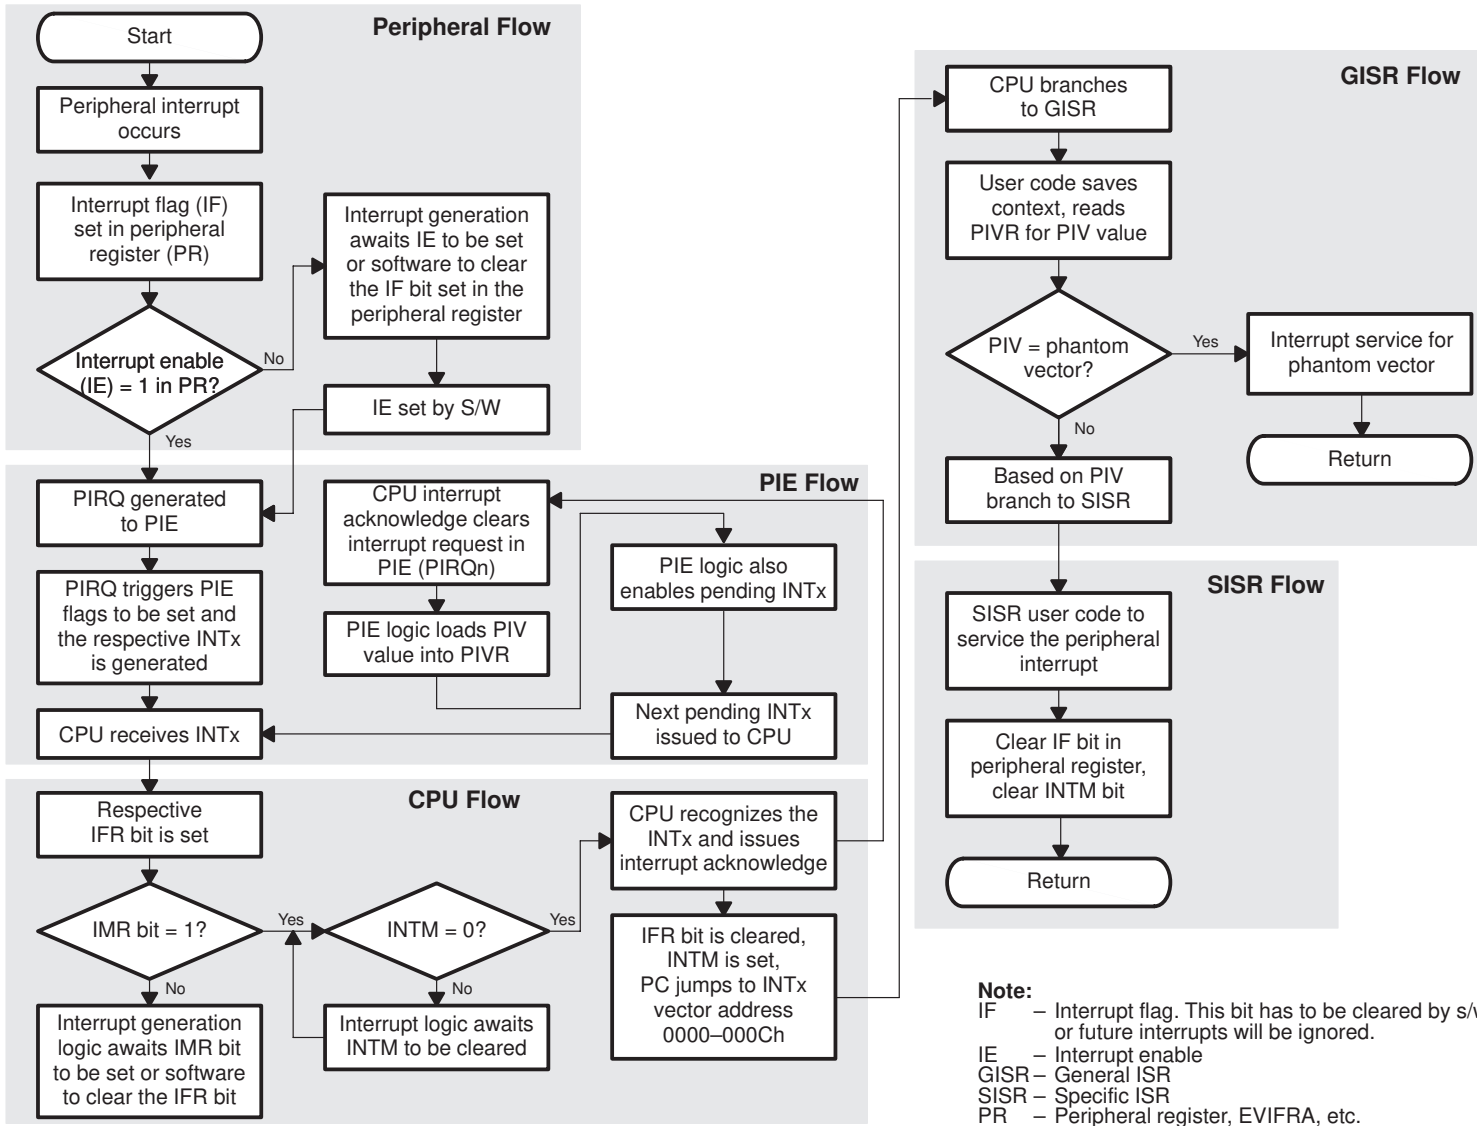 Peripheral Flow
Start
Peripheral interrupt
occurs
Interrupt flag (IF)
set in peripheral
register (PR)
Interrupt enable
(IE) = 1 in PR?
No
Yes
Interrupt generation
awaits IE to be set
or software to clear
the IF bit set in the
peripheral register
IE set by S/W
PIE Flow
PIRQ generated
to PIE
PIRQ triggers PIE
flags to be set and
the respective INTx
is generated
CPU receives INTx
CPU interrupt
acknowledge clears
interrupt request in
PIE (PIRQn)
PIE logic loads PIV
value into PIVR
PIE logic also
enables pending INTx
Next pending INTx
issued to CPU
CPU Flow
Respective
IFR bit is set
IMR bit = 1?
Yes
No
Interrupt generation
logic awaits IMR bit
to be set or software
to clear the IFR bit
INTM = 0?
Yes
No
Interrupt logic awaits
INTM to be cleared
CPU recognizes the
INTx and issues
interrupt acknowledge
IFR bit is cleared,
INTM is set,
PC jumps to INTx
vector address
0000–000Ch
GISR Flow
CPU branches
to GISR
User code saves
context, reads
PIVR for PIV value
PIV = phantom
vector?
Yes
No
Interrupt service for
phantom vector
Return
Based on PIV
branch to SISR
SISR Flow
SISR user code to
service the peripheral
interrupt
Clear IF bit in
peripheral register,
clear INTM bit
Return
Note:
IF – Interrupt flag. This bit has to be cleared by
or future interrupts will be ignored.
IE – Interrupt enable
GISR – General ISR
SISR – Specific ISR
PR – Peripheral register, EVIFRA, etc.